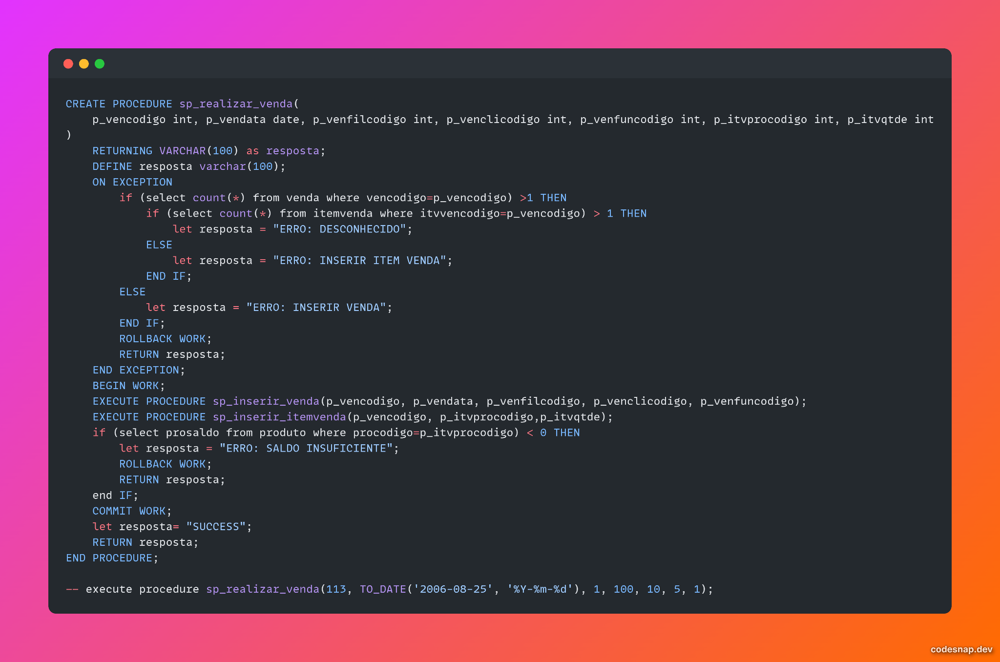 CREATE PROCEDURE sp_realizar_venda(
    p_vencodigo int, p_vendata date, p_venfilcodigo int, p_venclicodigo int, p_venfuncodigo int, p_itvprocodigo int, p_itvqtde int
)
    RETURNING VARCHAR(100) as resposta;
    DEFINE resposta varchar(100);
    ON EXCEPTION
        if (select count(*) from venda where vencodigo=p_vencodigo) >1 THEN
            if (select count(*) from itemvenda where itvvencodigo=p_vencodigo) > 1 THEN
                let resposta = "ERRO: DESCONHECIDO";
            ELSE
                let resposta = "ERRO: INSERIR ITEM VENDA";
            END IF;
        ELSE
            let resposta = "ERRO: INSERIR VENDA";
        END IF;
        ROLLBACK WORK;
        RETURN resposta;
    END EXCEPTION;
    BEGIN WORK;
    EXECUTE PROCEDURE sp_inserir_venda(p_vencodigo, p_vendata, p_venfilcodigo, p_venclicodigo, p_venfuncodigo);
    EXECUTE PROCEDURE sp_inserir_itemvenda(p_vencodigo, p_itvprocodigo,p_itvqtde);
    if (select prosaldo from produto where procodigo=p_itvprocodigo) < 0 THEN
        let resposta = "ERRO: SALDO INSUFICIENTE";
        ROLLBACK WORK;
        RETURN resposta;
    end IF;
    COMMIT WORK;
    let resposta= "SUCCESS";
    RETURN resposta;
END PROCEDURE;

-- execute procedure sp_realizar_venda(113, TO_DATE('2006-08-25', '%Y-%m-%d'), 1, 100, 10, 5, 1);
codesnap.dev